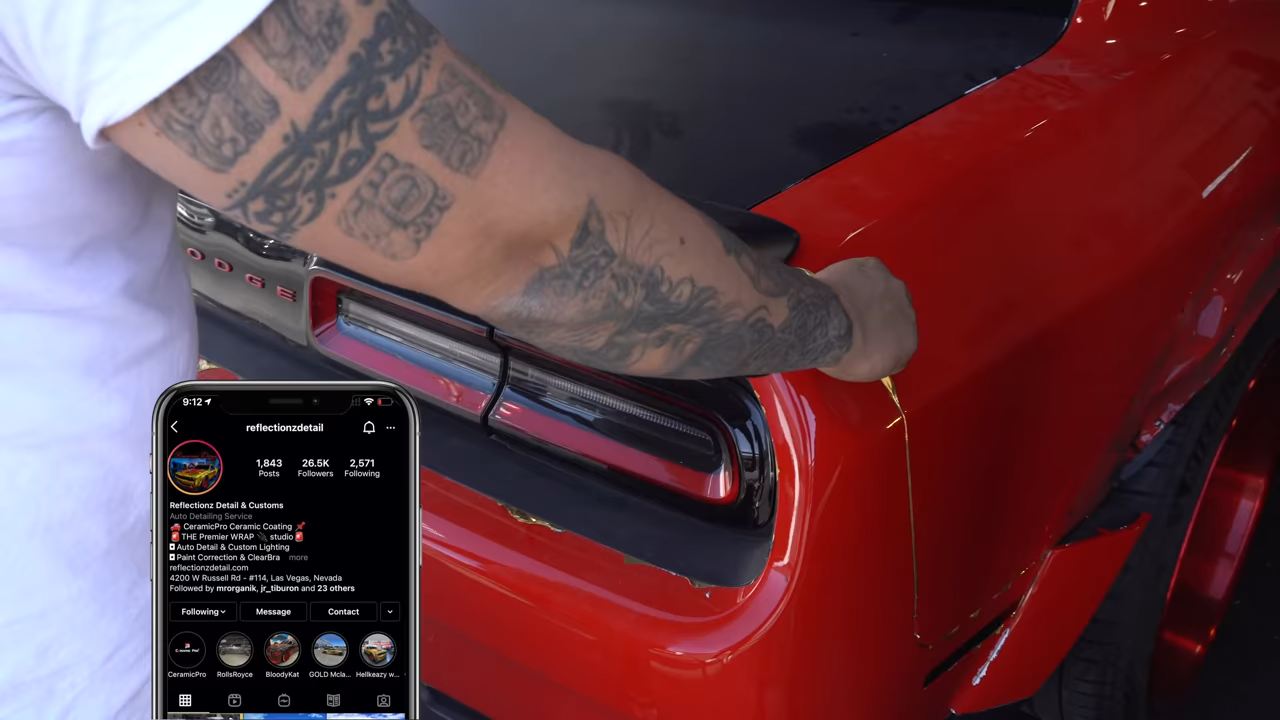 ODGE
9:12
reflectionzdetail
1,843 26.5K 2,571
Posts Followers Following
Reflectionz Detail & Customs
Auto Detailing Service
CeramicPro Ceramic Coating
THE Premier WRAP studio
Auto Detail & Custom Lighting
Paint Correction & ClearBra more
reflectionzdetail.com
4200 W Russell Rd - #114, Las Vegas, Nevada
Followed by mrorganik, jr_tiburon and 23 others
Following Message Contact
CeramicPro RollsRoyce BloodyKat GOLD Mcla... Hellkeazy w...